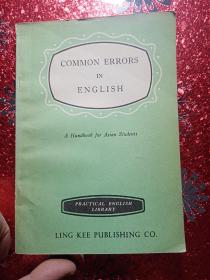 COMMON ERRORS
IN
ENGLISH
A Handbook for Asian Students
PRACTICAL ENGLISH
LIBRARY
LING KEE PUBLISHING CO.